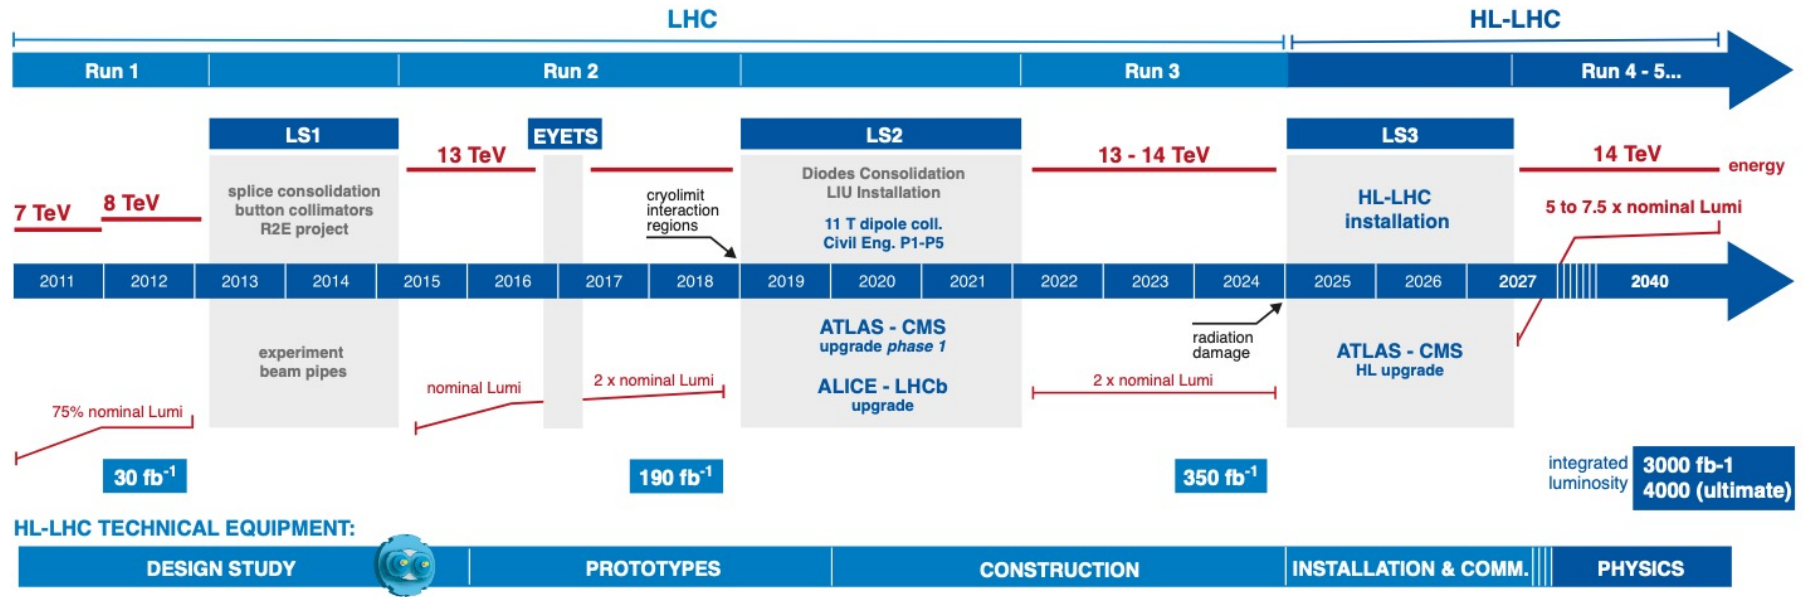 LHC
HL-LHC
Run 1
Run 2
Run 3
Run 4 - 5...
LS1
EYETS
LS2
LS3
13 TeV
13 - 14 TeV
14 TeV
energy
7 TeV
8 TeV
splice consolidation
button collimators
R2E project
cryolimit
interaction
regions
Diodes Consolidation
LIU Installation
11 T dipole coll.
Civil Eng. P1-P5
HL-LHC
installation
5 to 7.5 x nominal Lumi
2011
2012
2013
2014
2015
2016
2017
2018
2019
2020
2021
2022
2023
2024
2025
2026
2027
2040
experiment
beam pipes
ATLAS - CMS
upgrade phase 1
ALICE - LHCb
upgrade
radiation
damage
ATLAS - CMS
HL upgrade
75% nominal Lumi
nominal Lumi
2 x nominal Lumi
2 x nominal Lumi
30 fb⁻¹
190 fb⁻¹
350 fb⁻¹
integrated
luminosity
3000 fb-1
4000 (ultimate)
HL-LHC TECHNICAL EQUIPMENT:
DESIGN STUDY
PROTOTYPES
CONSTRUCTION
INSTALLATION & COMM.
PHYSICS